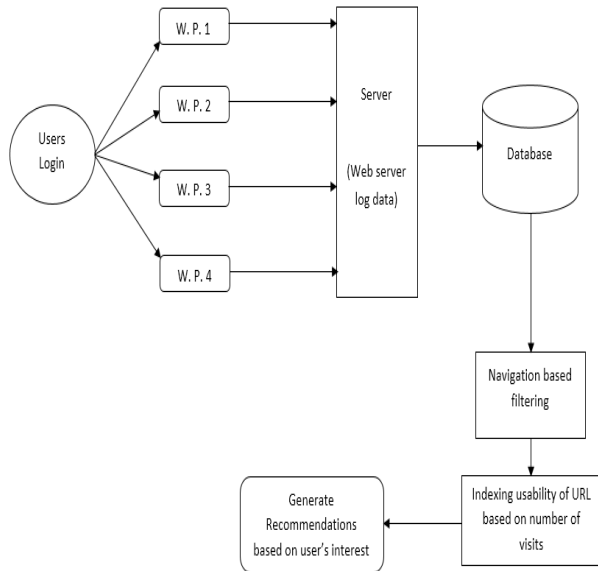 W. P. 1
W. P. 2
W. P. 3
W. P. 4
Users
Login
Server
(Web server
log data)
Database
Navigation based
filtering
Indexing usability of URL
based on number of
visits
Generate
Recommendations
based on user's interest